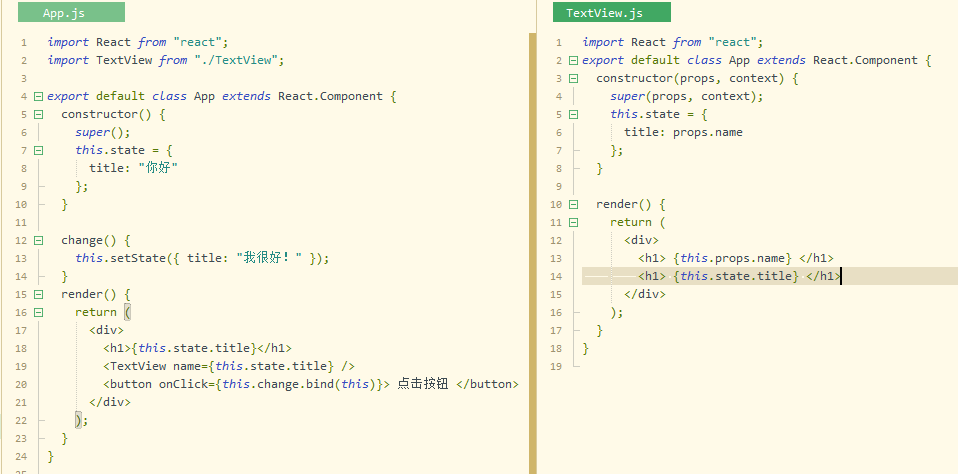 App.js
1 import React from "react";
2 import TextView from "./TextView";
3
4 export default class App extends React.Component {
5   constructor() {
6     super();
7     this.state = {
8       title: "你好"
9     };
10   }
11
12   change() {
13     this.setState({ title: "我很好！" });
14   }
15   render() {
16     return (
17       <div>
18         <h1>{this.state.title}</h1>
19         <TextView name={this.state.title} />
20         <button onClick={this.change.bind(this)}> 点击按钮 </button>
21       </div>
22     );
23   }
24 }
TextView.js
1 import React from "react";
2 export default class App extends React.Component {
3   constructor(props, context) {
4     super(props, context);
5     this.state = {
6       title: props.name
7     };
8   }
9
10   render() {
11     return (
12       <div>
13         <h1> {this.props.name} </h1>
14         <h1> {this.state.title} </h1>
15       </div>
16     );
17   }
18 }
19